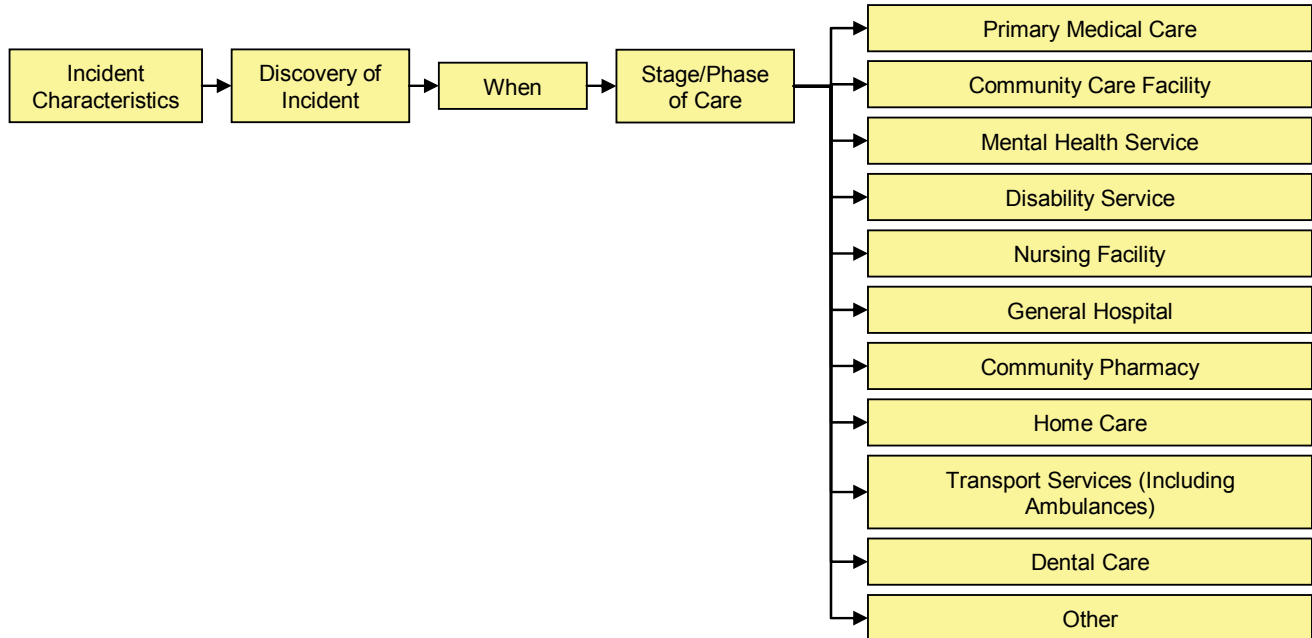 Incident
Characteristics
Discovery of
Incident
When
Stage/Phase
of Care
Primary Medical Care
Community Care Facility
Mental Health Service
Disability Service
Nursing Facility
General Hospital
Community Pharmacy
Home Care
Transport Services (Including
Ambulances)
Dental Care
Other